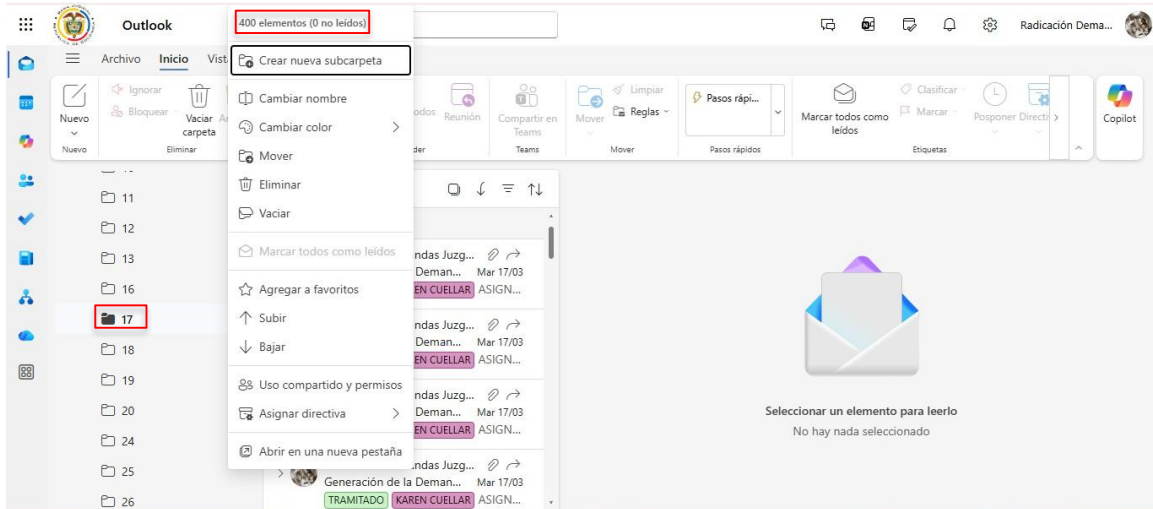 Outlook
400 elementos (0 no leídos)
Radicación Dema...
Archivo
Inicio
Crear nueva subcarpeta
Nuevo
Ignorar
Bloquear
Vaciar
carpeta
Reunión
Compartir en
Teams
Mover
Limpiar
Reglas
Pasos rápi...
Marcar todos como
leídos
Clasificar
Marcar
Posponer
Copilot
Nuevo
Eliminar
Teams
Mover
Pasos rápidos
Etiquetas
Cambiar nombre
Cambiar color
Mover
Eliminar
Vaciar
Marcar todos como leídos
Agregar a favoritos
Subir
Bajar
Uso compartido y permisos
Asignar directiva
Abrir en una nueva pestaña
11
12
13
16
17
18
19
20
24
25
26
ndas Juzg...
Deman... Mar 17/03
EN CUELLAR ASIGN...
ndas Juzg...
Deman... Mar 17/03
EN CUELLAR ASIGN...
ndas Juzg...
Deman... Mar 17/03
EN CUELLAR ASIGN...
ndas Juzg...
Generación de la Deman... Mar 17/03
TRAMITADO KAREN CUELLAR ASIGN...
Seleccionar un elemento para leerlo
No hay nada seleccionado